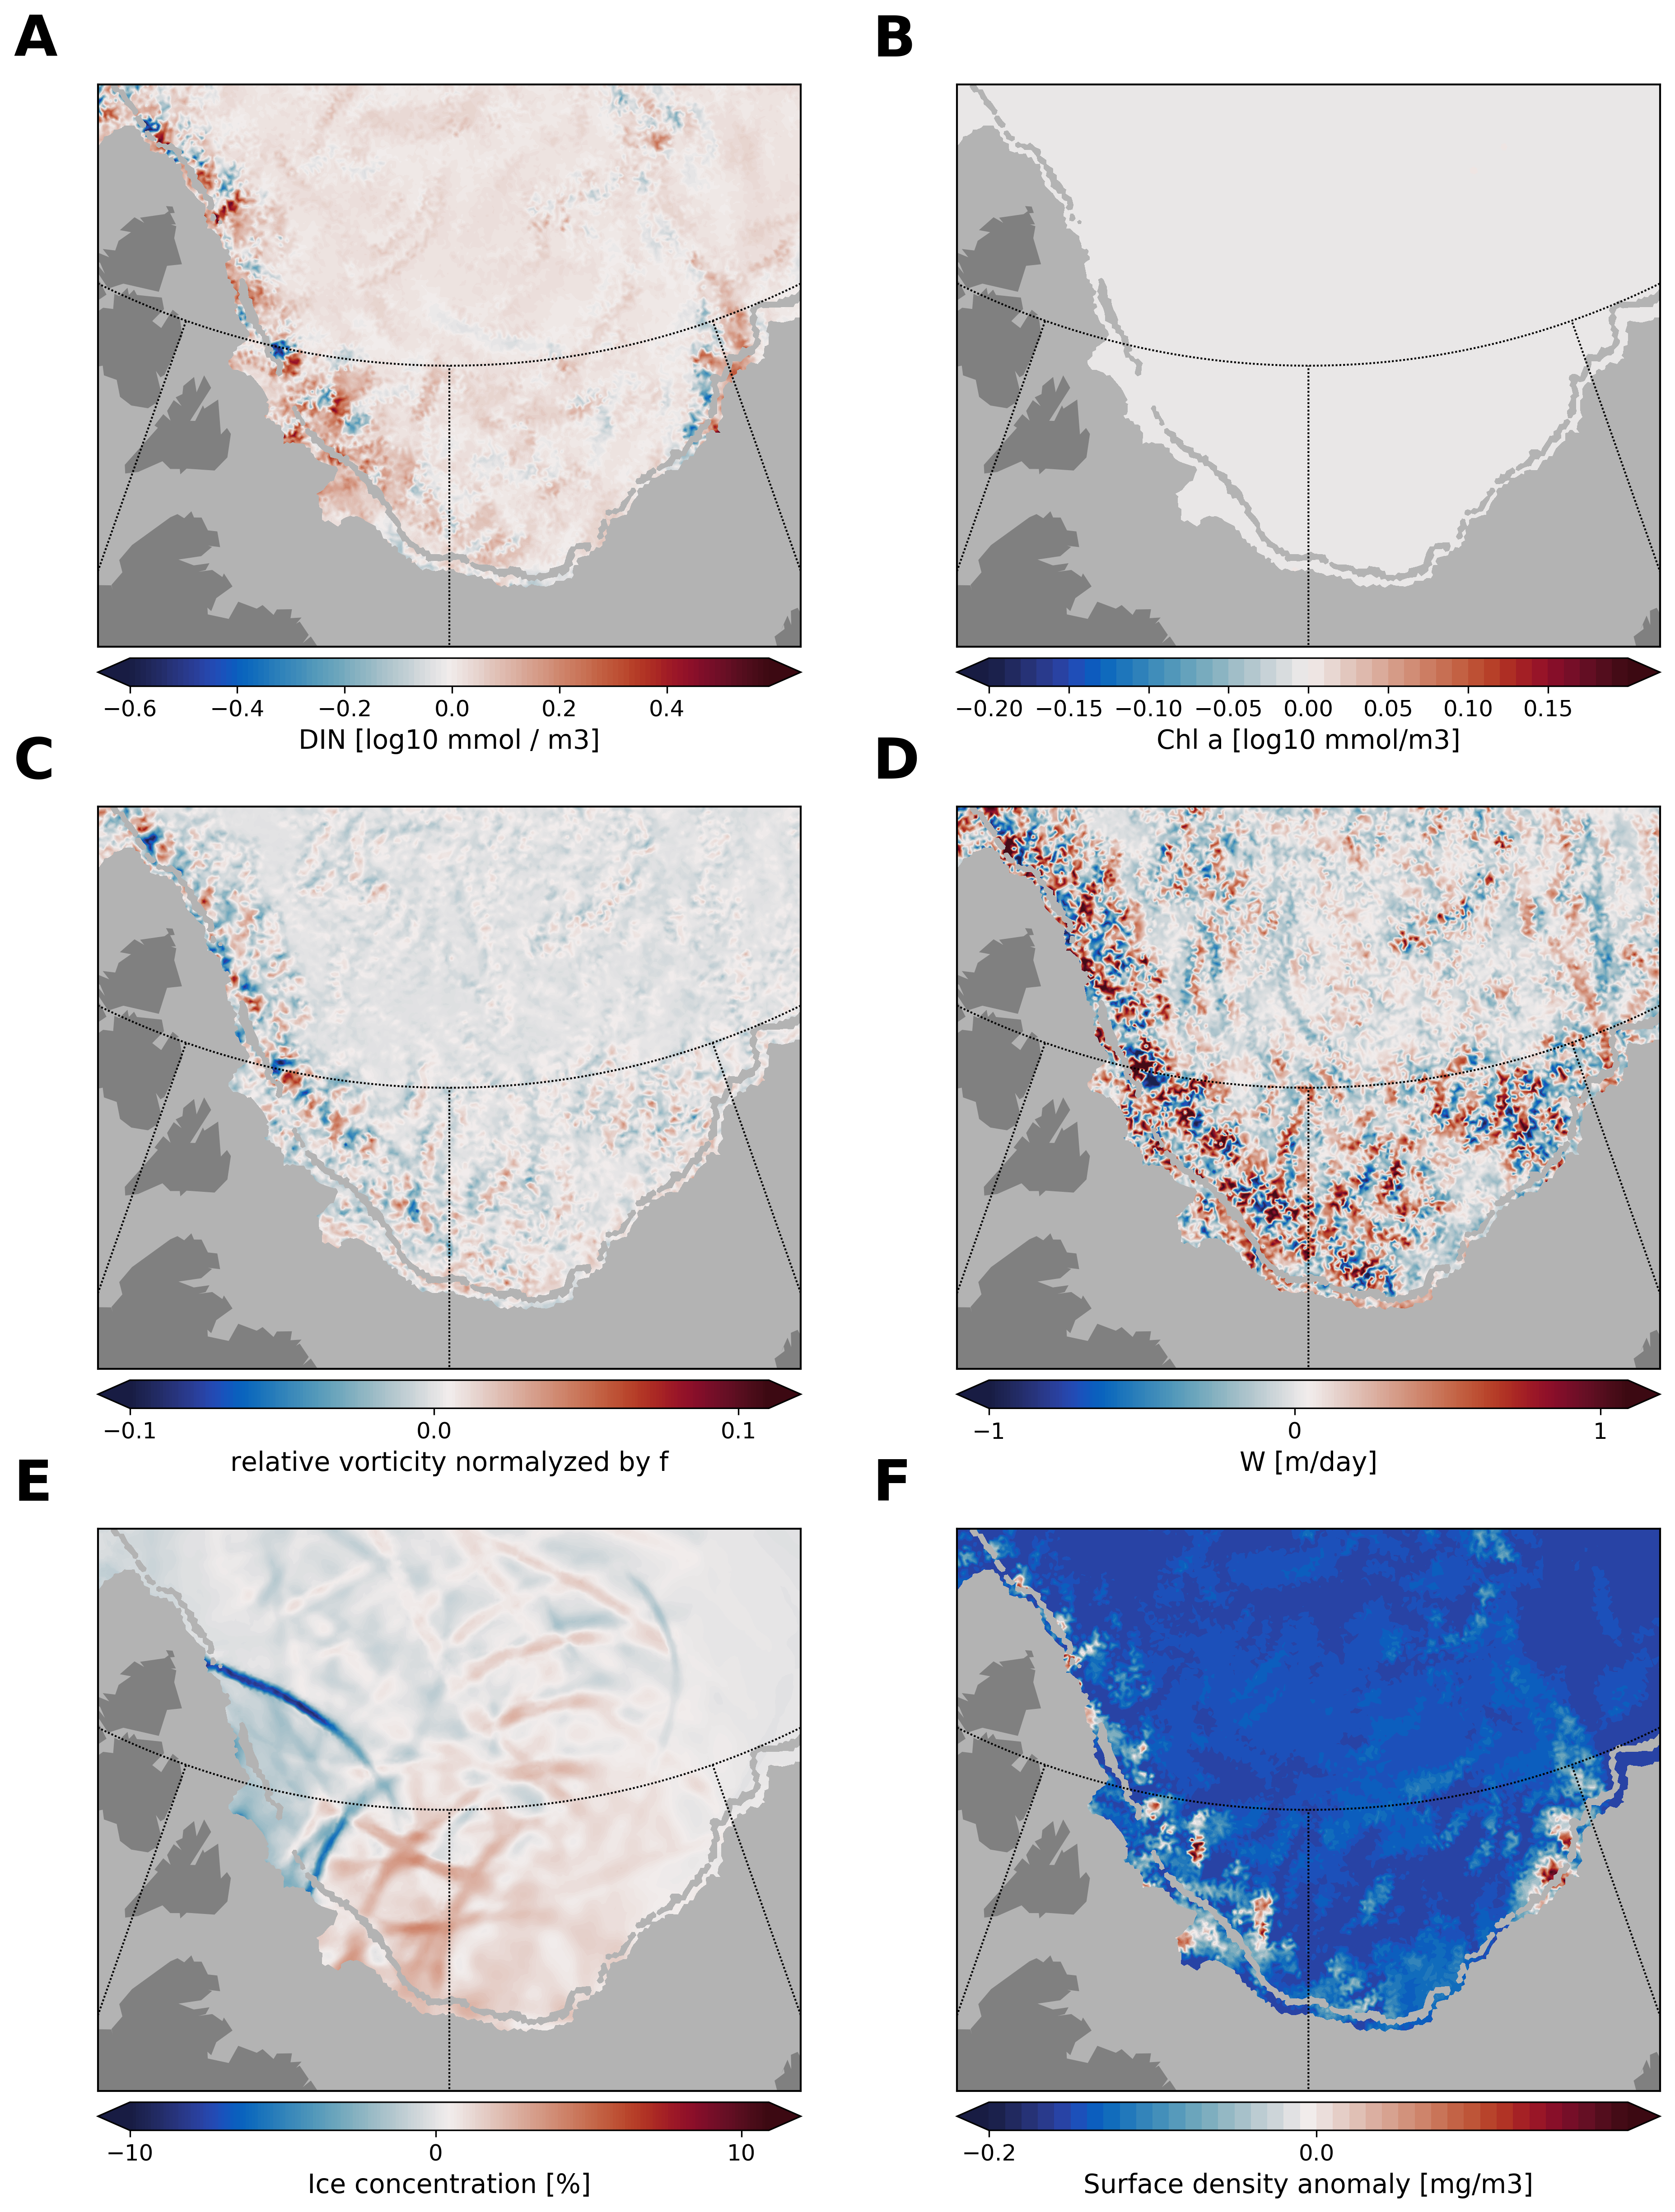 A
B
−0.6 −0.4 −0.2 0.0 0.2 0.4
DIN [log10 mmol / m3]
−0.20 −0.15 −0.10 −0.05 0.00 0.05 0.10 0.15
Chl a [log10 mmol/m3]
C
D
−0.1 0.0 0.1
relative vorticity normalyzed by f
−1 0 1
W [m/day]
E
F
−10 0 10
Ice concentration [%]
−0.2 0.0
Surface density anomaly [mg/m3]